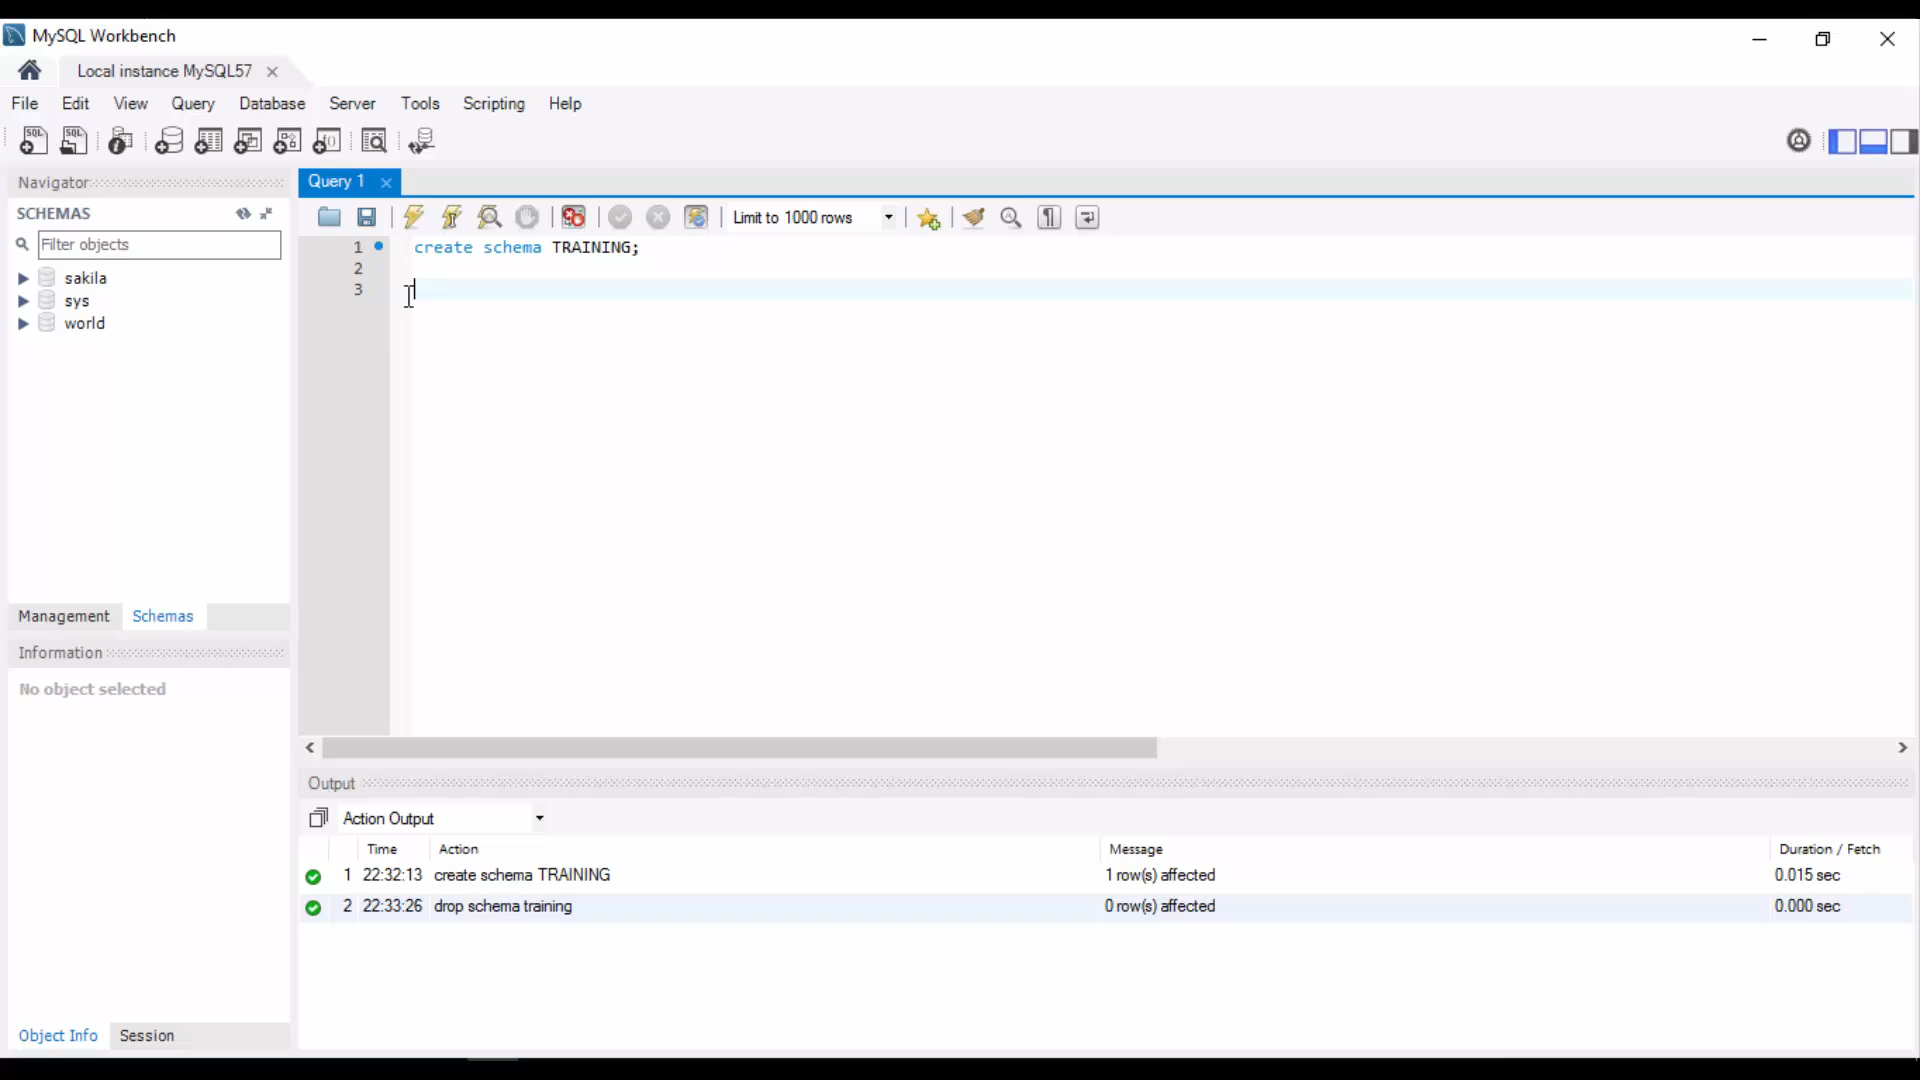 MySQL Workbench
Local instance MySQL57
File Edit View Query Database Server Tools Scripting Help
Navigator
Query 1
SCHEMAS
Limit to 1000 rows
Filter objects
1 create schema TRAINING;
2
3
sakila
sys
world
Management Schemas
Information
No object selected
Output
Action Output
Time Action Message Duration / Fetch
1 22:32:13 create schema TRAINING 1 row(s) affected 0.015 sec
2 22:33:26 drop schema training 0 row(s) affected 0.000 sec
Object Info Session